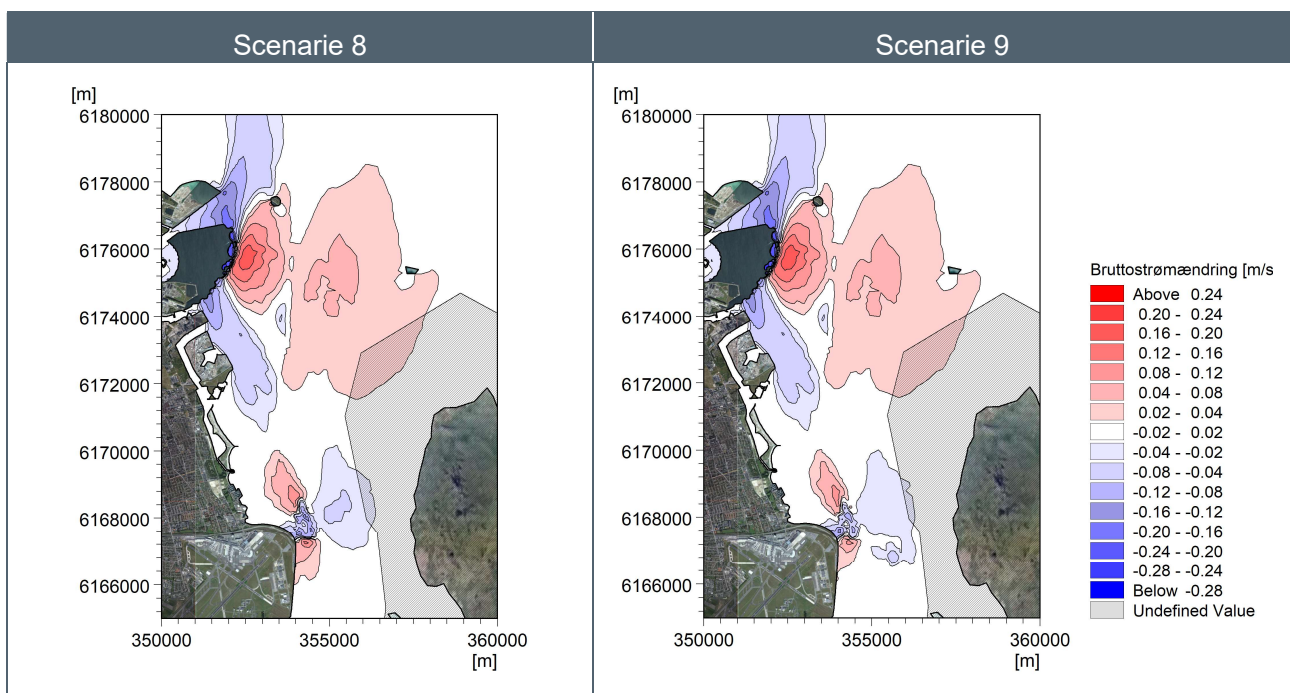 Scenarie 8
Scenarie 9
[m]
6180000
6178000
6176000
6174000
6172000
6170000
6168000
6166000
350000
355000
360000
[m]
[m]
6180000
6178000
6176000
6174000
6172000
6170000
6168000
6166000
350000
355000
360000
[m]
Bruttostrømændring [m/s
Above 0.24
0.20 - 0.24
0.16 - 0.20
0.12 - 0.16
0.08 - 0.12
0.04 - 0.08
0.02 - 0.04
-0.02 - 0.02
-0.04 - -0.02
-0.08 - -0.04
-0.12 - -0.08
-0.16 - -0.12
-0.20 - -0.16
-0.24 - -0.20
-0.28 - -0.24
Below -0.28
Undefined Value